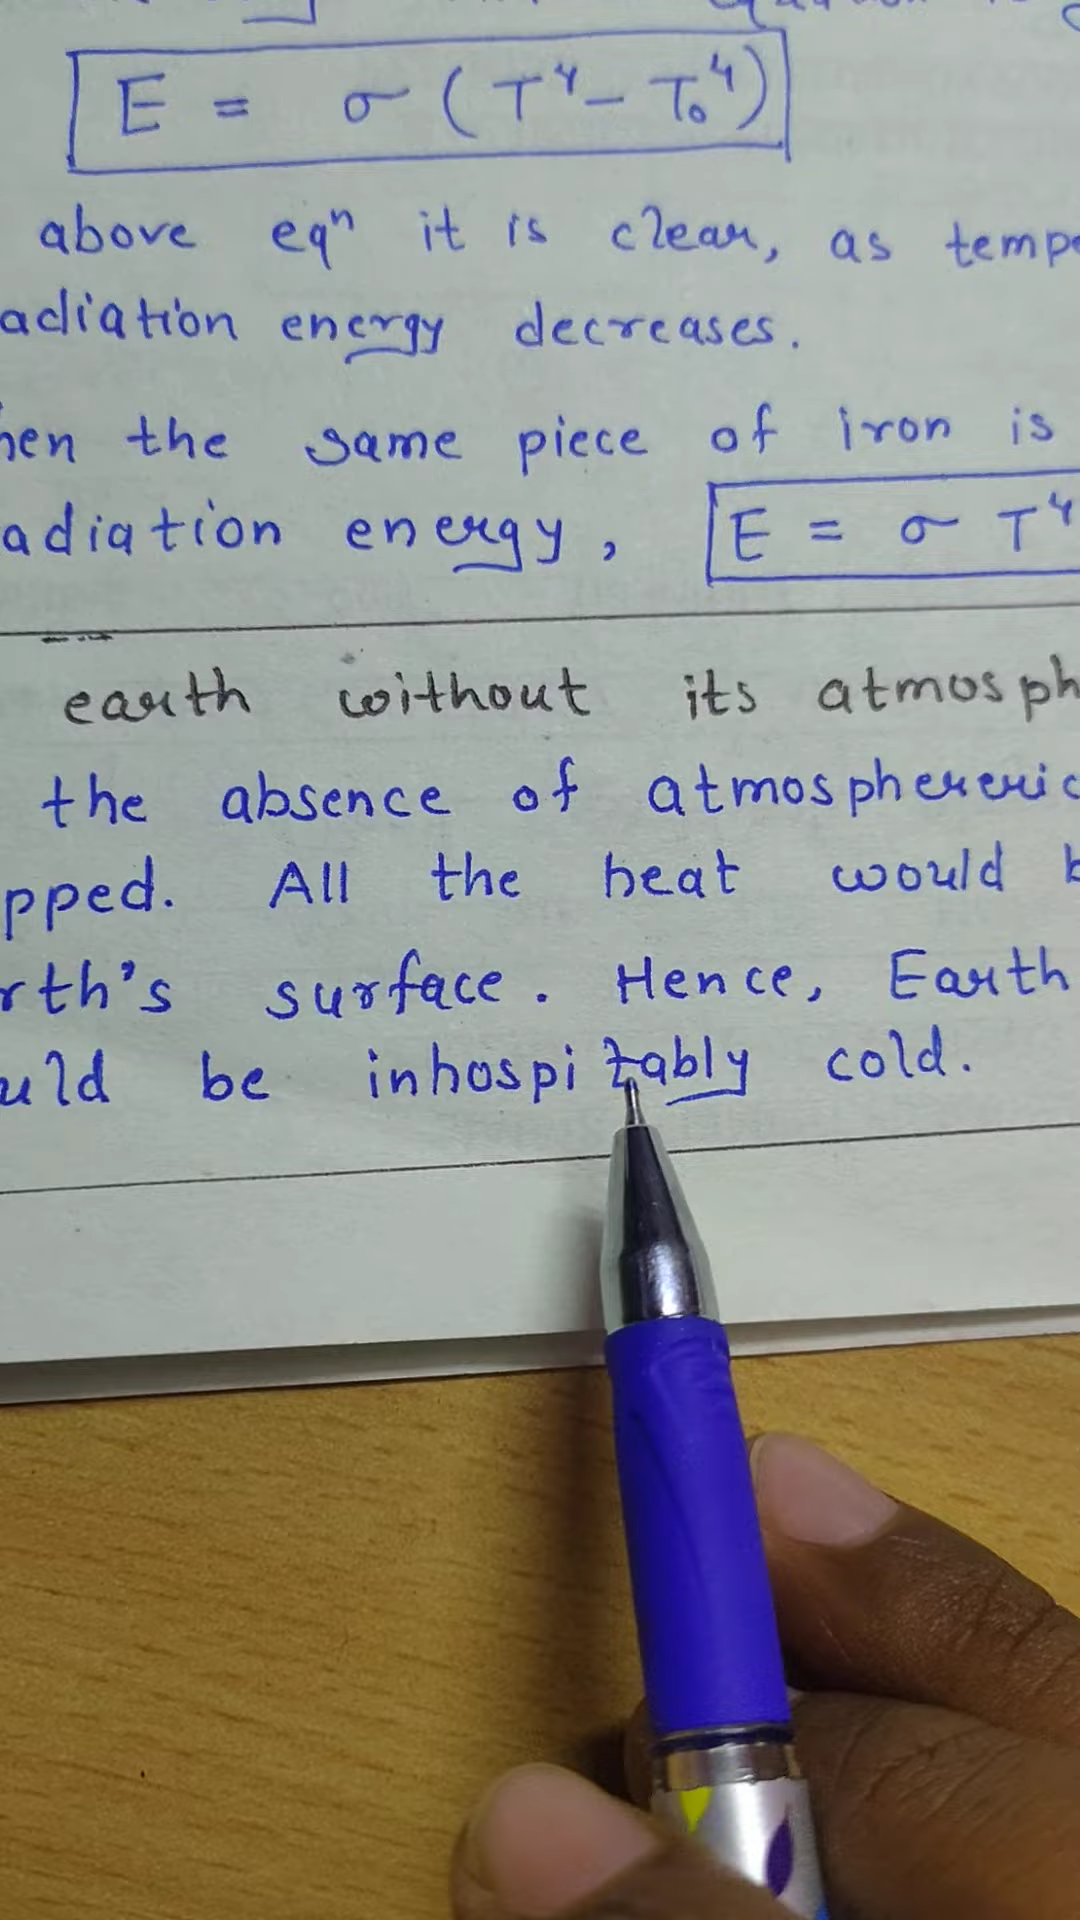 E = σ (T⁴ - T₀⁴)
above eqⁿ it is clear, as tempe
adiation energy decreases.
hen the same piece of iron is
adiation energy, E = σ T⁴
earth without its atmosph
the absence of atmosphereric
pped. All the heat would b
rth's surface. Hence, Earth
uld be inhospitably cold.